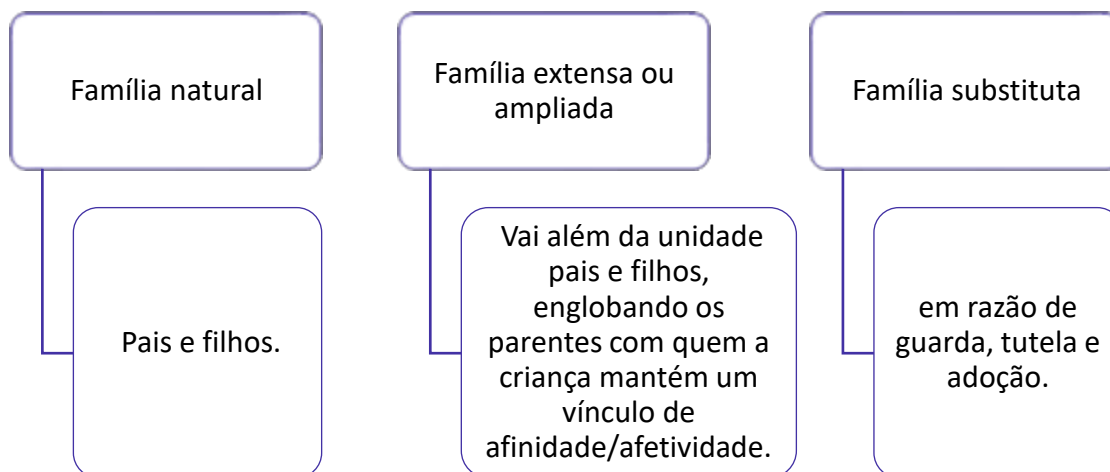 Família natural
Pais e filhos.
Família extensa ou
ampliada
Vai além da unidade
pais e filhos,
englobando os
parentes com quem a
criança mantém um
vínculo de
afinidade/afetividade.
Família substituta
em razão de
guarda, tutela e
adoção.